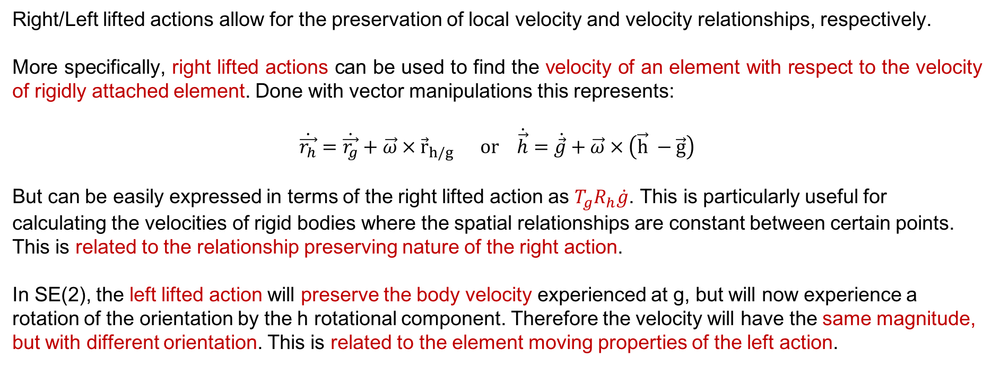 Right/Left lifted actions allow for the preservation of local velocity and velocity relationships, respectively.
More specifically, right lifted actions can be used to find the velocity of an element with respect to the velocity
of rigidly attached element. Done with vector manipulations this represents:
$\dot{\vec{r_h}} = \dot{\vec{r_g}} + \vec{\omega} \times \vec{\mathrm{r}}_{\mathrm{h/g}}$ or $\dot{\vec{h}} = \dot{\vec{g}} + \vec{\omega} \times (\vec{\mathrm{h}} - \vec{\mathrm{g}})$
But can be easily expressed in terms of the right lifted action as $T_g R_h \dot{g}$. This is particularly useful for
calculating the velocities of rigid bodies where the spatial relationships are constant between certain points.
This is related to the relationship preserving nature of the right action.
In SE(2), the left lifted action will preserve the body velocity experienced at g, but will now experience a
rotation of the orientation by the h rotational component. Therefore the velocity will have the same magnitude,
but with different orientation. This is related to the element moving properties of the left action.